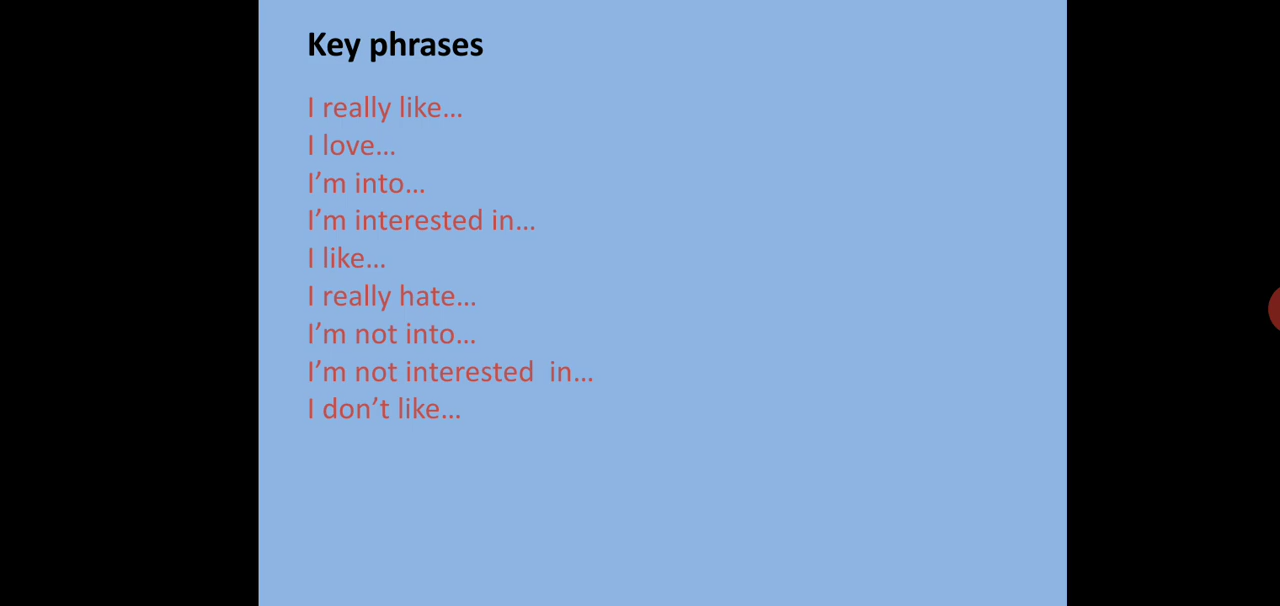 Key phrases
I really like…
I love…
I’m into…
I’m interested in…
I like…
I really hate…
I’m not into…
I’m not interested  in…
I don’t like…